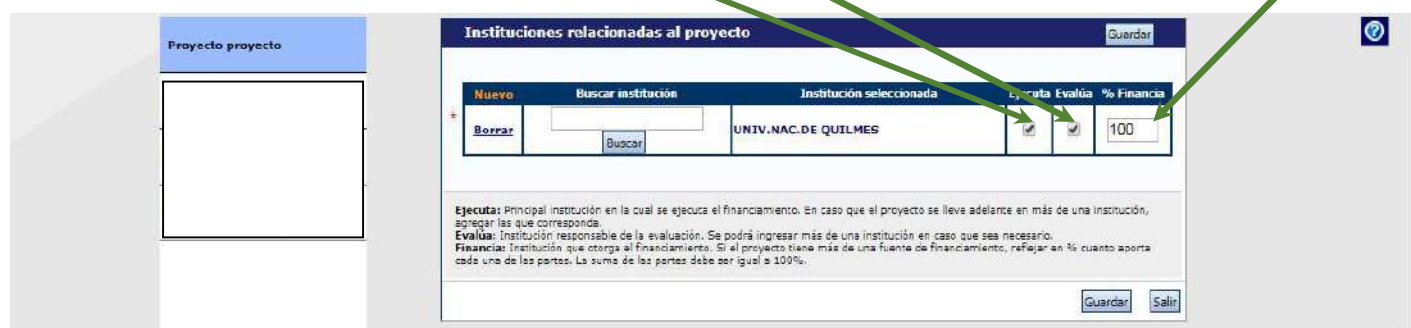 Proyecto proyecto
Instituciones relacionadas al proyecto
Guardar
Nuevo Buscar institución Institución seleccionada Ejecuta Evalúa % Financia
* Borrar Buscar UNIV.NAC.DE QUILMES 100
Ejecuta: Principal institución en la cual se ejecuta el financiamiento. En caso que el proyecto se lleve adelante en más de una institución,
agregar las que corresponda.
Evalúa: Institución responsable de la evaluación. Se podrá ingresar más de una institución en caso que sea necesario.
Financia: Institución que otorga el financiamiento. Si el proyecto tiene más de una fuente de financiamiento, reflejar en % cuanto aporta
cada una de las partes. La suma de las partes debe ser igual a 100%.
Guardar Salir